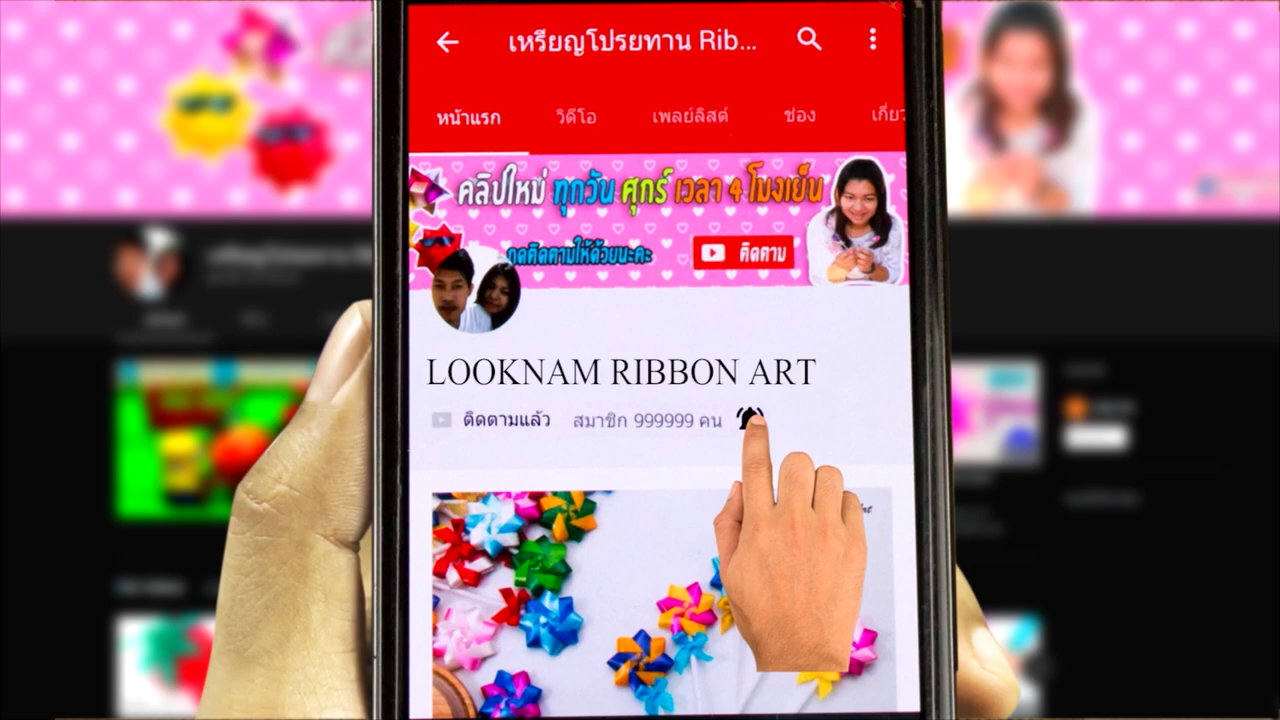 เหรียญโปรยทาน Rib...
หน้าแรก วิดีโอ เพลย์ลิสต์ ช่อง เกี่ยว
คลิปใหม่ ทุกวัน ศุกร์ เวลา 4 โมงเย็น
กดติดตามให้ด้วยนะคะ ติดตาม
LOOKNAM RIBBON ART
ติดตามแล้ว สมาชิก 999999 คน